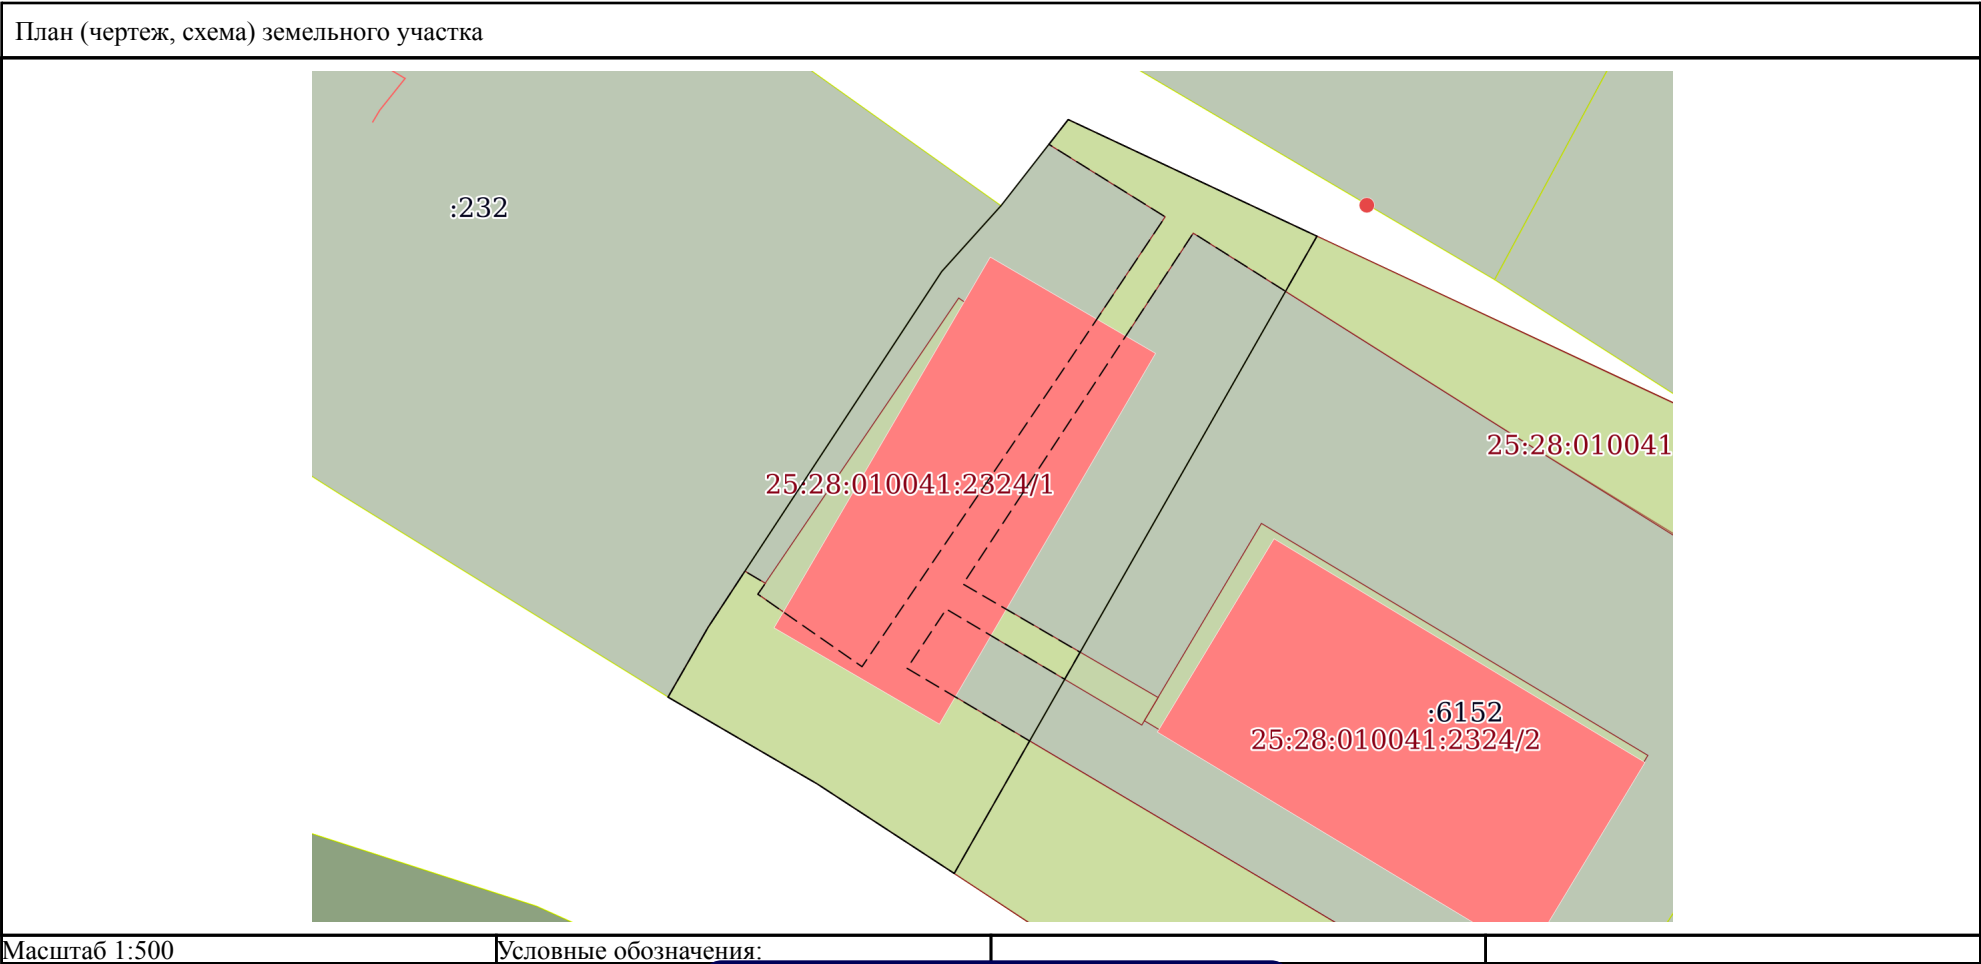 План (чертеж, схема) земельного участка
:232
25:28:010041
25:28:010041:2324/1
:6152
25:28:010041:2324/2
Масштаб 1:500
Условные обозначения: